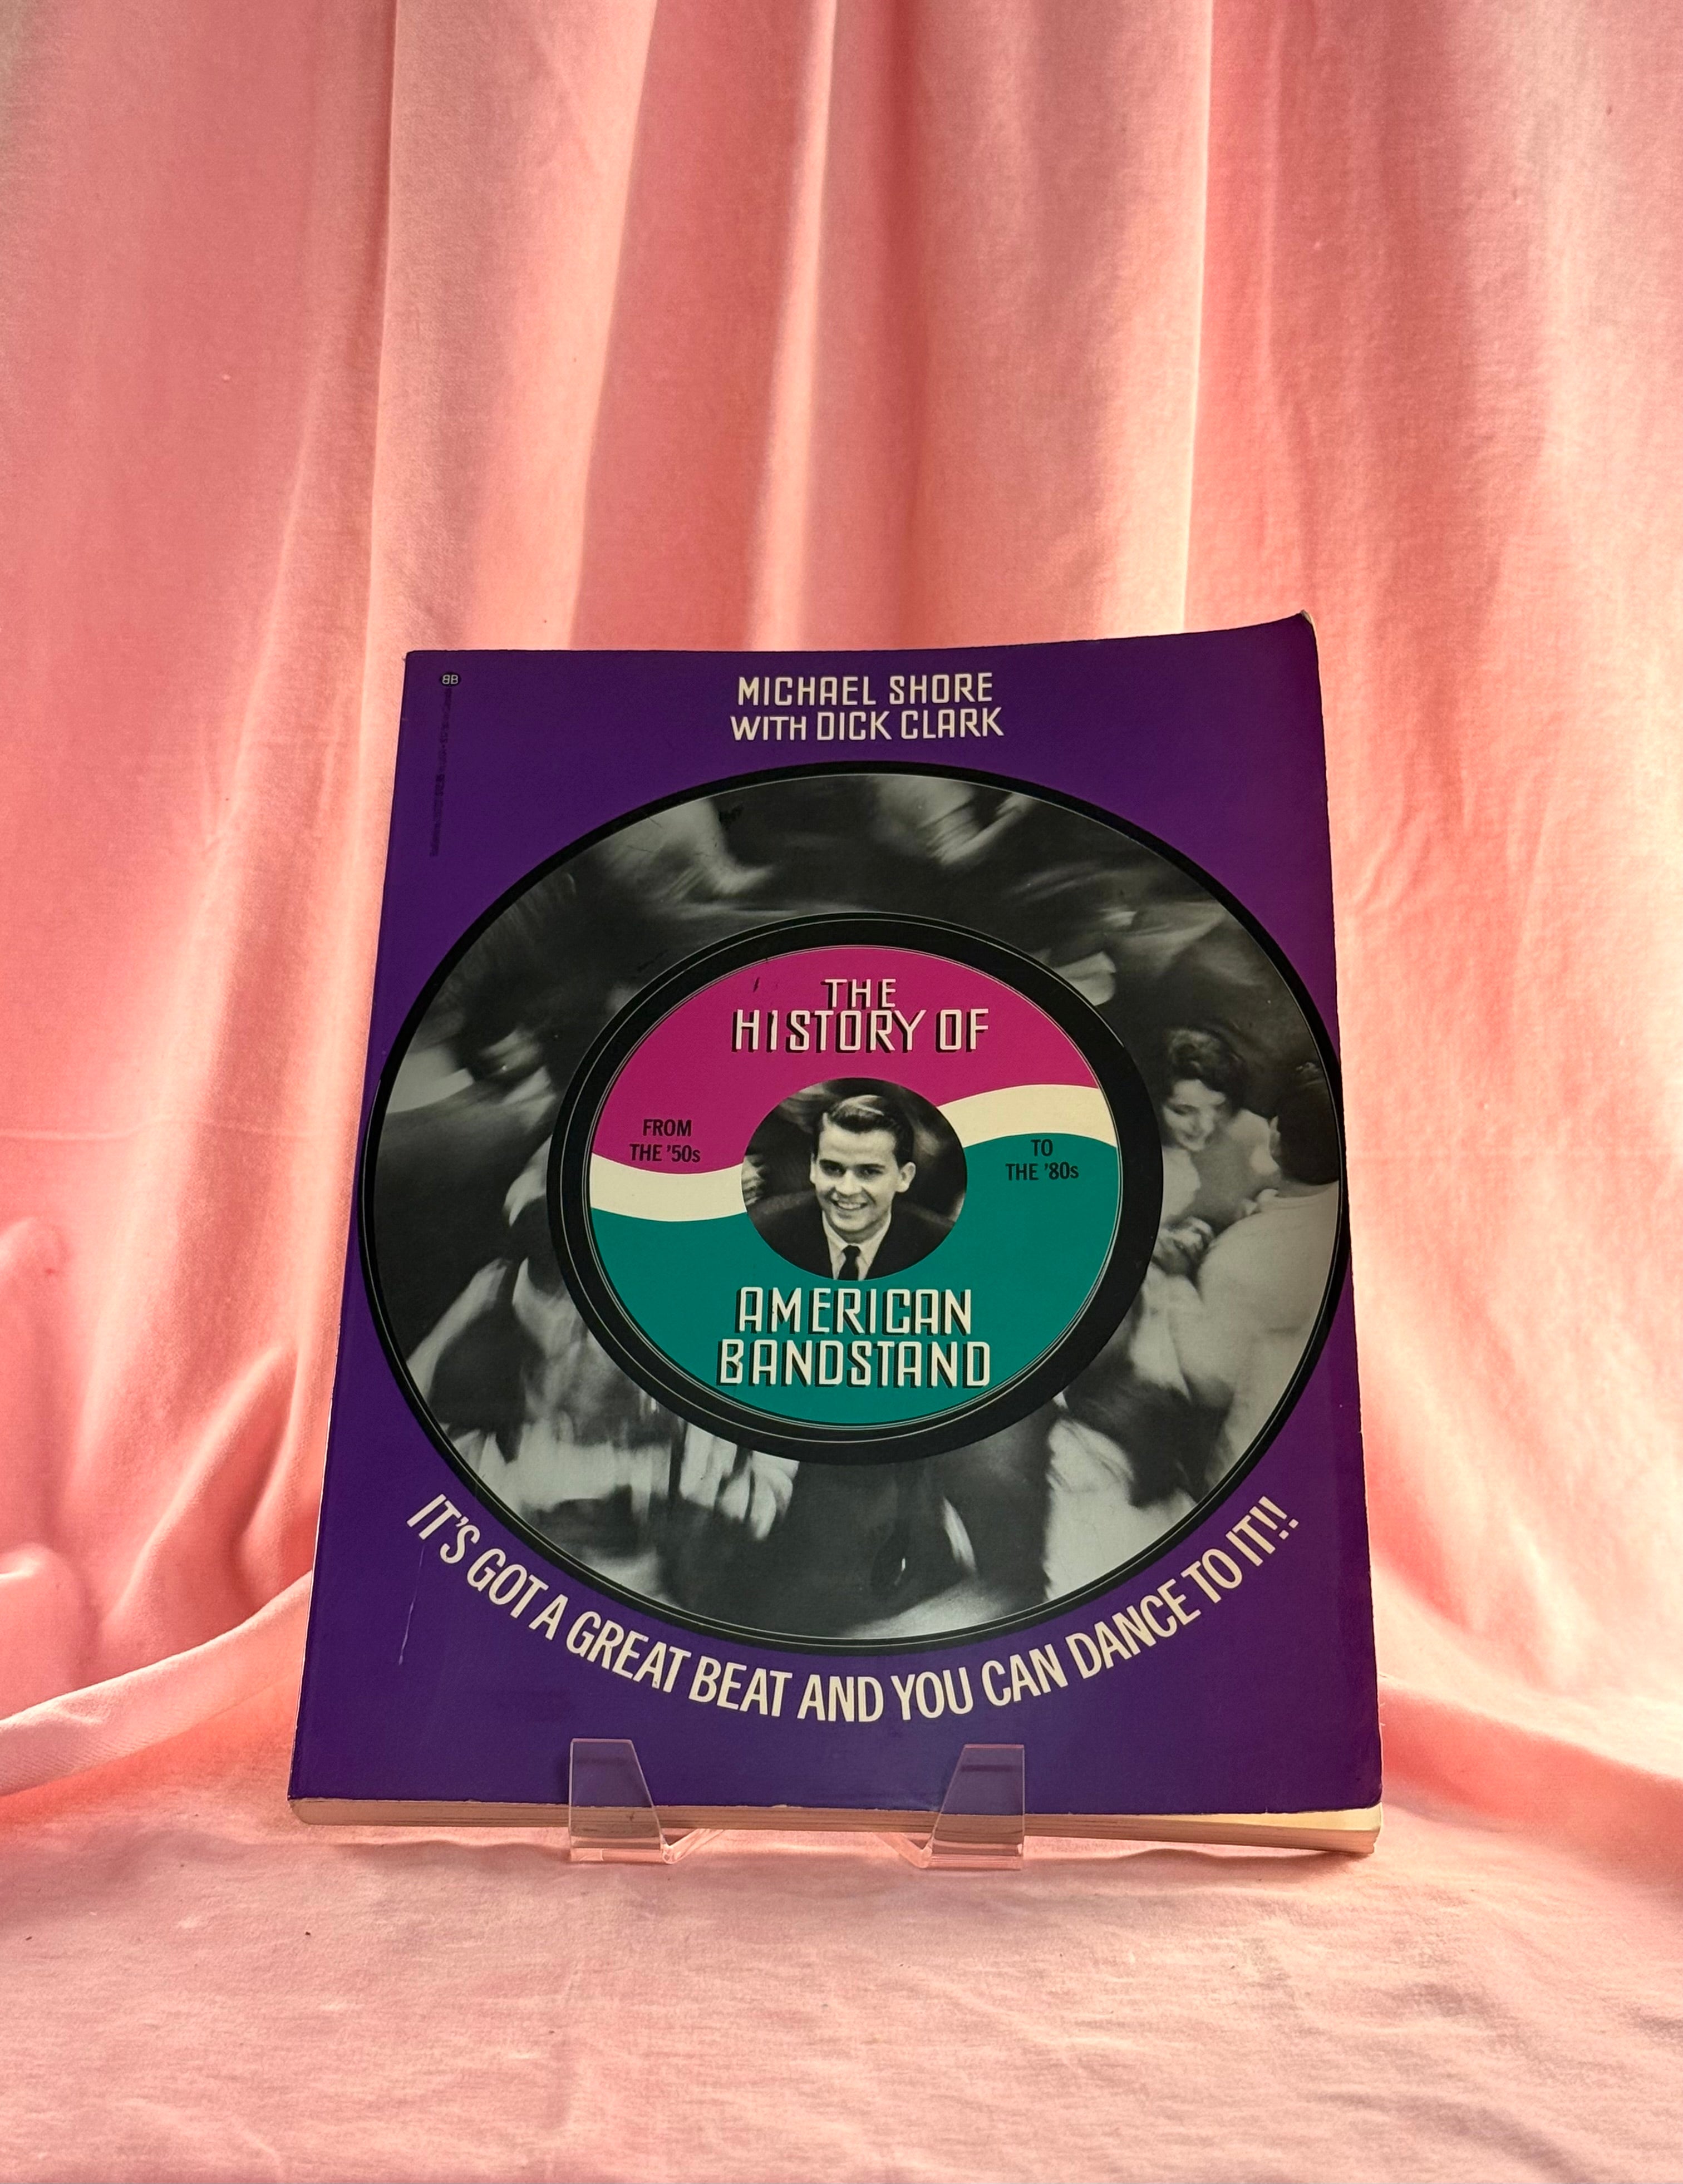 BB
MICHAEL SHORE
WITH DICK CLARK
THE
HISTORY OF
FROM
THE '50s
TO
THE '80s
AMERICAN
BANDSTAND
IT'S GOT A GREAT BEAT AND YOU CAN DANCE TO IT!!